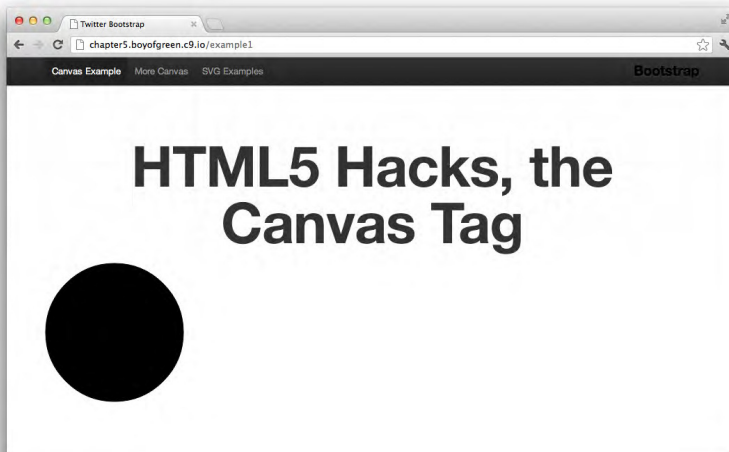 Twitter Bootstrap
chapter5.boyofgreen.c9.io/example1
Canvas Example More Canvas SVG Examples Bootstrap
HTML5 Hacks, the
Canvas Tag